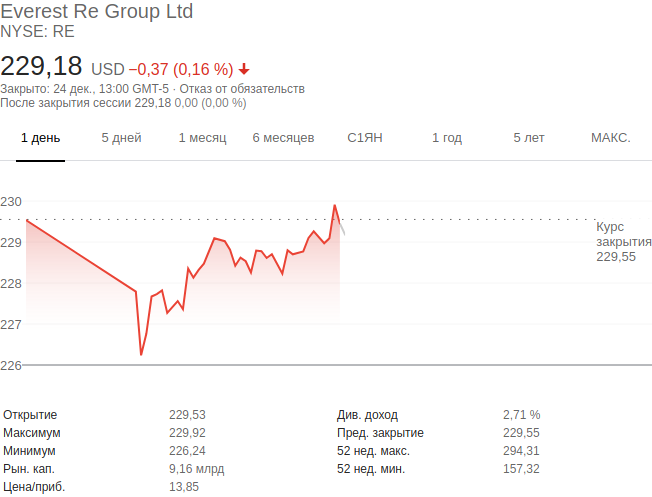 Everest Re Group Ltd
NYSE: RE
229,18 USD −0,37 (0,16 %)
Закрыто: 24 дек., 13:00 GMT-5 · Отказ от обязательств
После закрытия сессии 229,18 0,00 (0,00 %)
1 день 5 дней 1 месяц 6 месяцев С1ЯН 1 год 5 лет МАКС.
230
229
228
227
226
Курс
закрытия
229,55
Открытие 229,53 Див. доход 2,71 %
Максимум 229,92 Пред. закрытие 229,55
Минимум 226,24 52 нед. макс. 294,31
Рын. кап. 9,16 млрд 52 нед. мин. 157,32
Цена/приб. 13,85